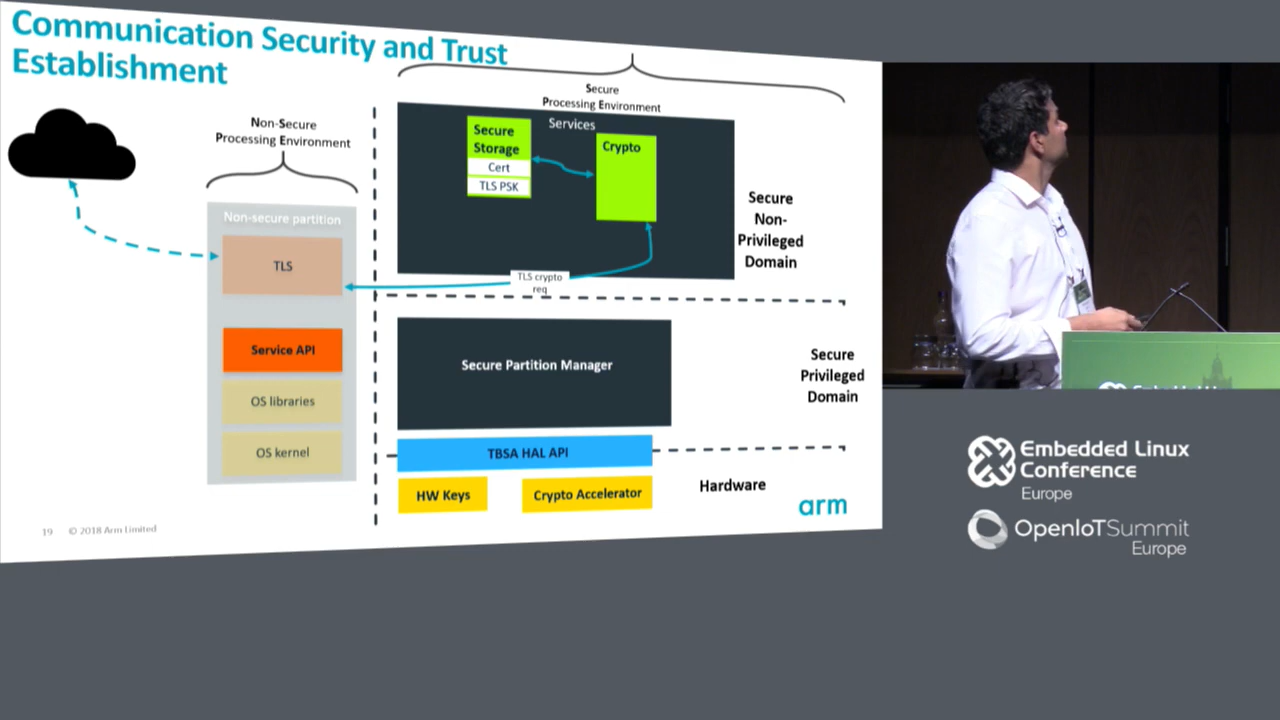 Communication Security and Trust
Establishment
Non-Secure
Processing Environment
Non-secure partition
TLS
Service API
OS libraries
OS kernel
Secure
Processing Environment
Services
Secure
Storage
Cert
TLS PSK
Crypto
TLS crypto
req
Secure
Non-
Privileged
Domain
Secure Partition Manager
Secure
Privileged
Domain
TBSA HAL API
HW Keys
Crypto Accelerator
Hardware
arm
19 © 2018 Arm Limited
Embedded Linux
Conference
Europe
OpenIoTSummit
Europe